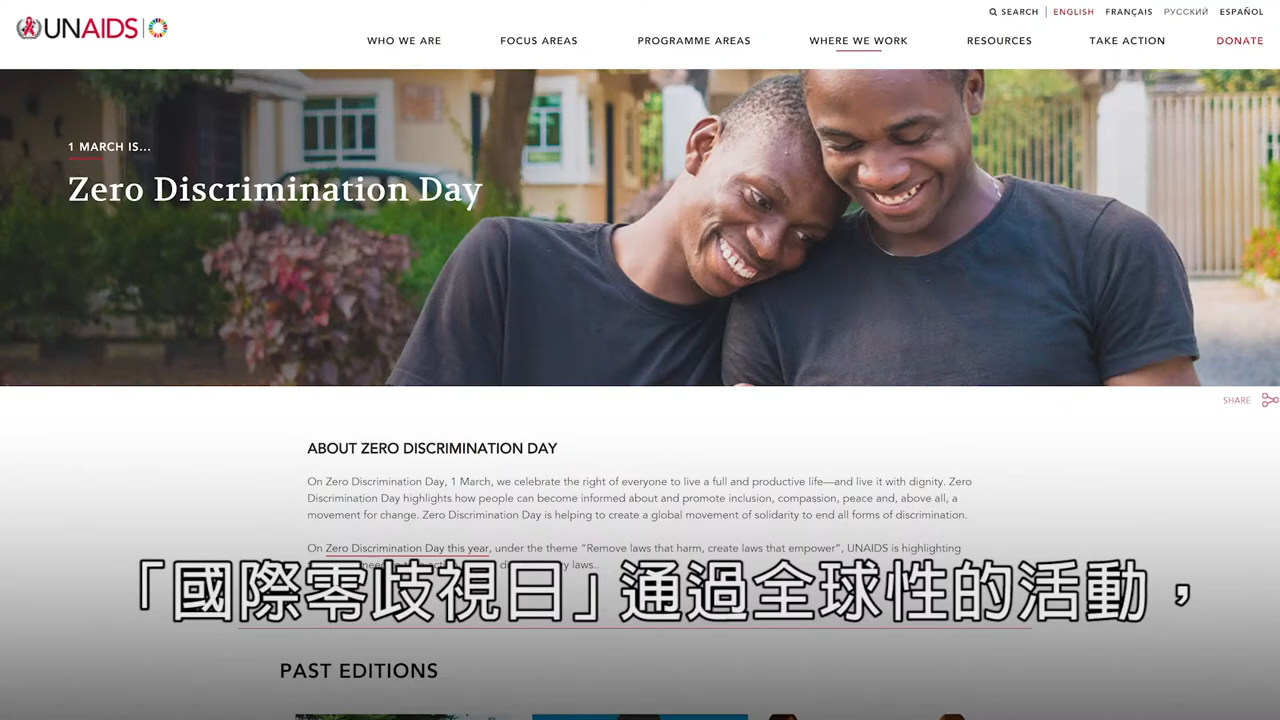 UNAIDS
SEARCH | ENGLISH FRANÇAIS РУССКИЙ ESPAÑOL
WHO WE ARE FOCUS AREAS PROGRAMME AREAS WHERE WE WORK RESOURCES TAKE ACTION DONATE
1 MARCH IS...
Zero Discrimination Day
SHARE
ABOUT ZERO DISCRIMINATION DAY
On Zero Discrimination Day, 1 March, we celebrate the right of everyone to live a full and productive life—and live it with dignity. Zero
Discrimination Day highlights how people can become informed about and promote inclusion, compassion, peace and, above all, a
movement for change. Zero Discrimination Day is helping to create a global movement of solidarity to end all forms of discrimination.
On Zero Discrimination Day this year, under the theme “Remove laws that harm, create laws that empower”, UNAIDS is highlighting
laws..
「國際零歧視日」通過全球性的活動，
PAST EDITIONS